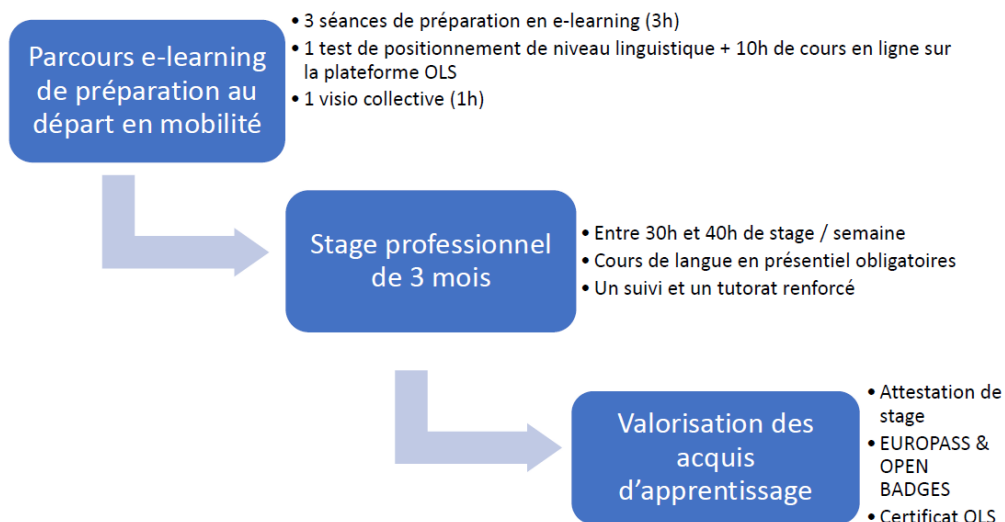 Parcours e-learning
de préparation au
départ en mobilité
• 3 séances de préparation en e-learning (3h)
• 1 test de positionnement de niveau linguistique + 10h de cours en ligne sur
la plateforme OLS
• 1 visio collective (1h)
Stage professionnel
de 3 mois
• Entre 30h et 40h de stage / semaine
• Cours de langue en présentiel obligatoires
• Un suivi et un tutorat renforcé
Valorisation des
acquis
d’apprentissage
• Attestation de
stage
• EUROPASS &
OPEN
BADGES
• Certificat OLS